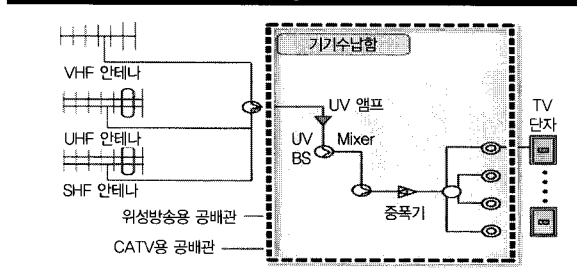 기기수납함
VHF 안테나
UV 앰프
TV
단자
UHF 안테나
UV
BS
Mixer
SHF 안테나
중폭기
위성방송용 공배관
CATV용 공배관